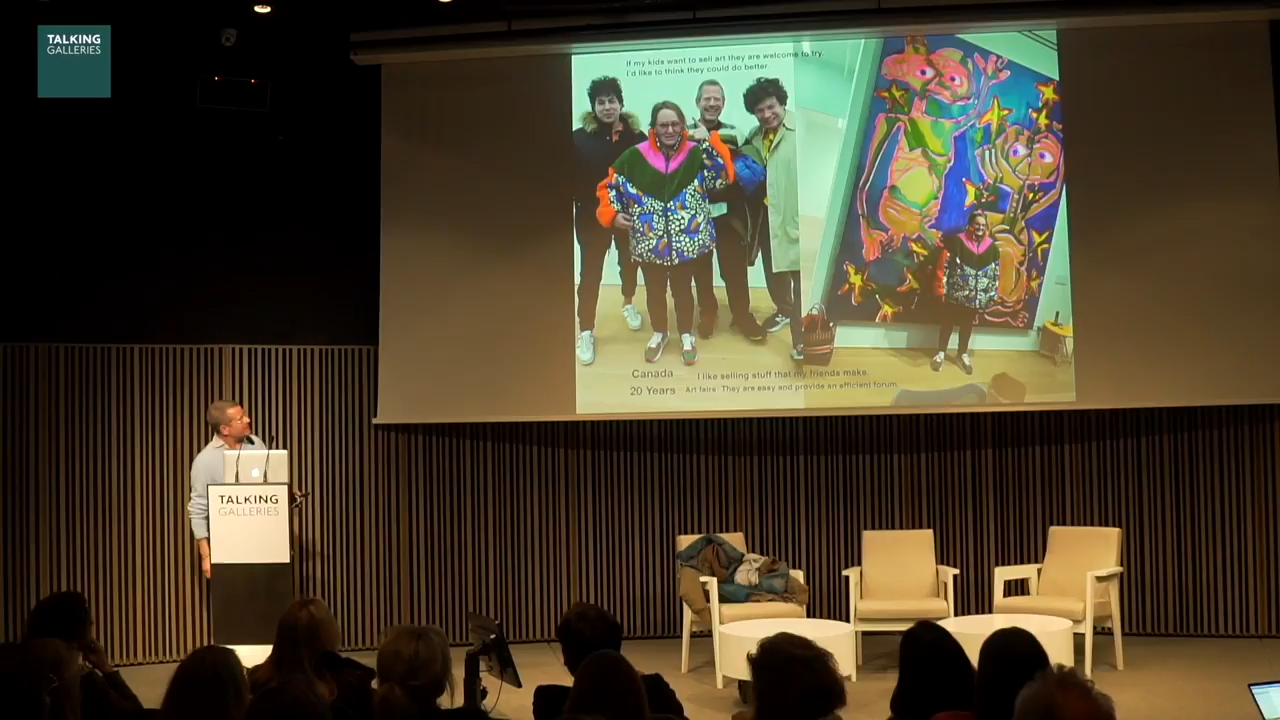 TALKING
GALLERIES
If my kids want to sell art they are welcome to try.
I'd like to think they could do better.
Canada I like selling stuff that my friends make.
20 Years Art fairs. They are easy and provide an efficient forum.
TALKING
GALLERIES